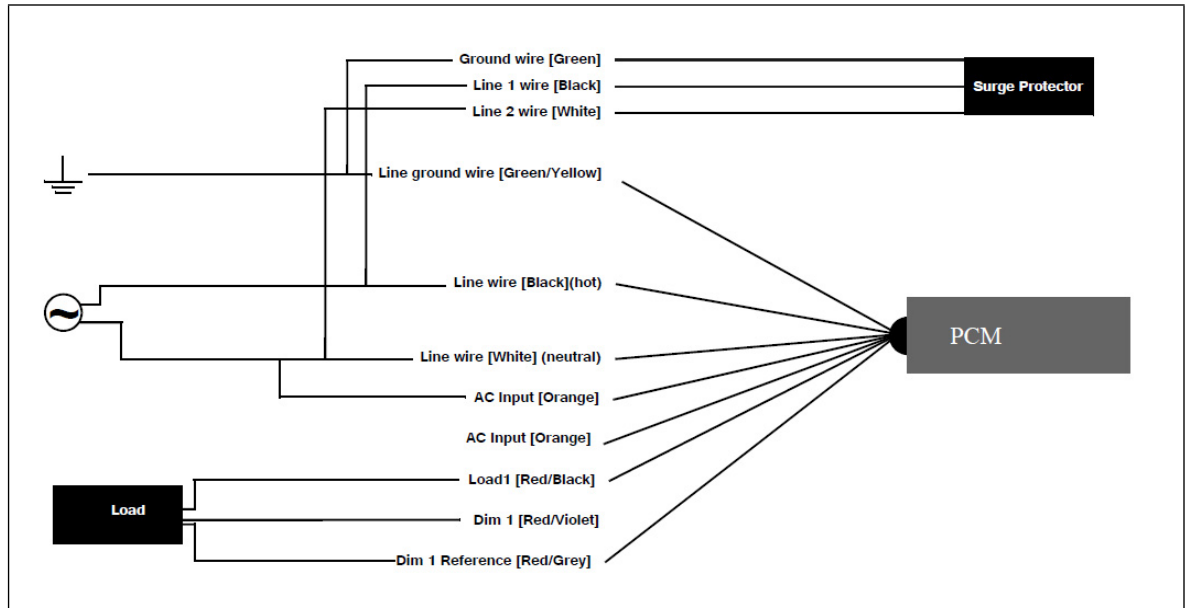 Ground wire [Green]
Line 1 wire [Black]
Surge Protector
Line 2 wire [White]
Line ground wire [Green/Yellow]
Line wire [Black](hot)
PCM
Line wire [White] (neutral)
AC Input [Orange]
AC Input [Orange]
Load1 [Red/Black]
Load
Dim 1 [Red/Violet]
Dim 1 Reference [Red/Grey]